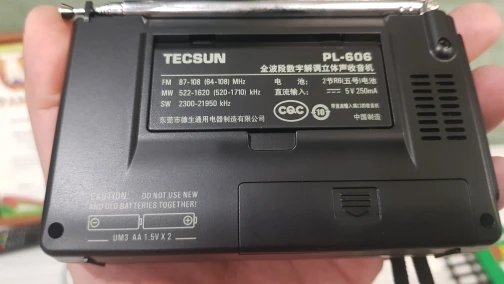 TECSUN PL-606
全波段数字解调立体声收音机
FM 87-108 (64-108) MHz 电 池: 2节R6(五号)电池
MW 522-1620 (520-1710) kHz 直流输入: 5V 250mA
SW 2300-21950 kHz
CQC 10
东莞市德生通用电器制造有限公司 中国制造
CAUTION: DO NOT USE NEW
AND OLD BATTERIES TOGETHER!
UM3 AA 1.5V X 2